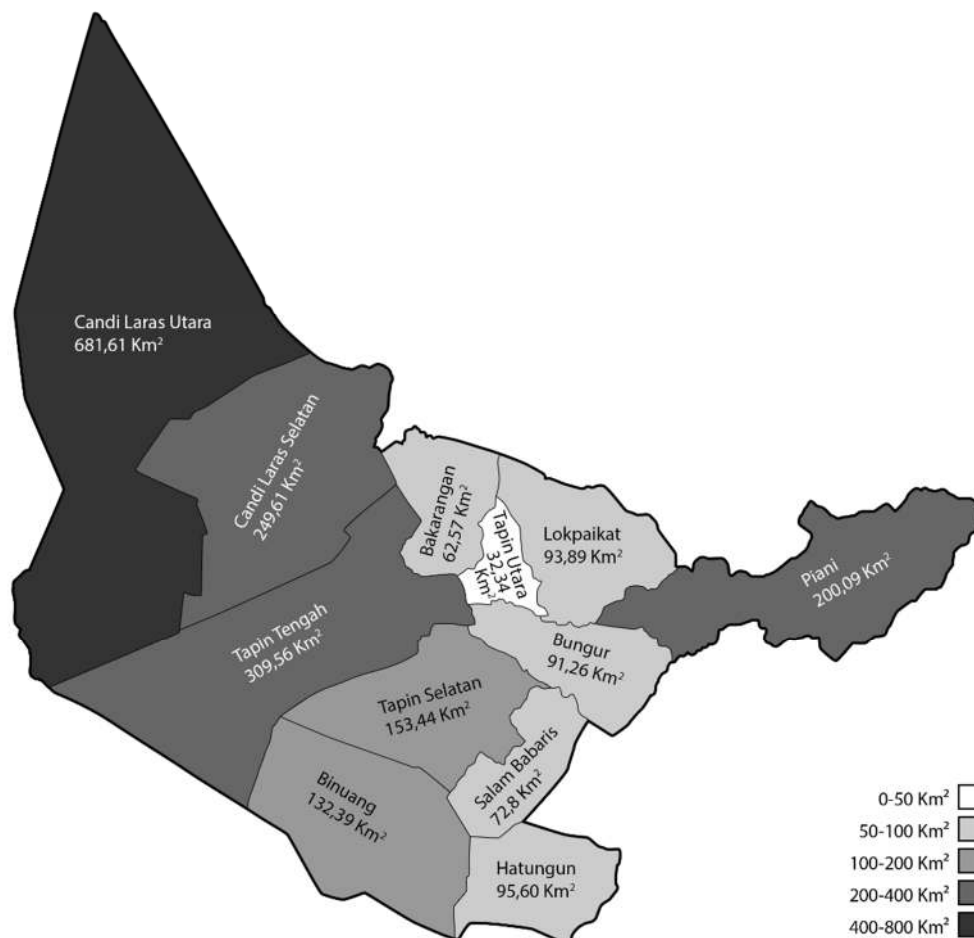 Candi Laras Utara
681,61 Km²
Candi Laras Selatan
249,61 Km²
Bakarangan
62,57 Km²
Tapin Utara
32,34
Km²
Lokpaikat
93,89 Km²
Piani
200,09 Km²
Tapin Tengah
309,56 Km²
Bungur
91,26 Km²
Tapin Selatan
153,44 Km²
Salam Babaris
72,8 Km²
Binuang
132,39 Km²
Hatungun
95,60 Km²
0-50 Km²
50-100 Km²
100-200 Km²
200-400 Km²
400-800 Km²